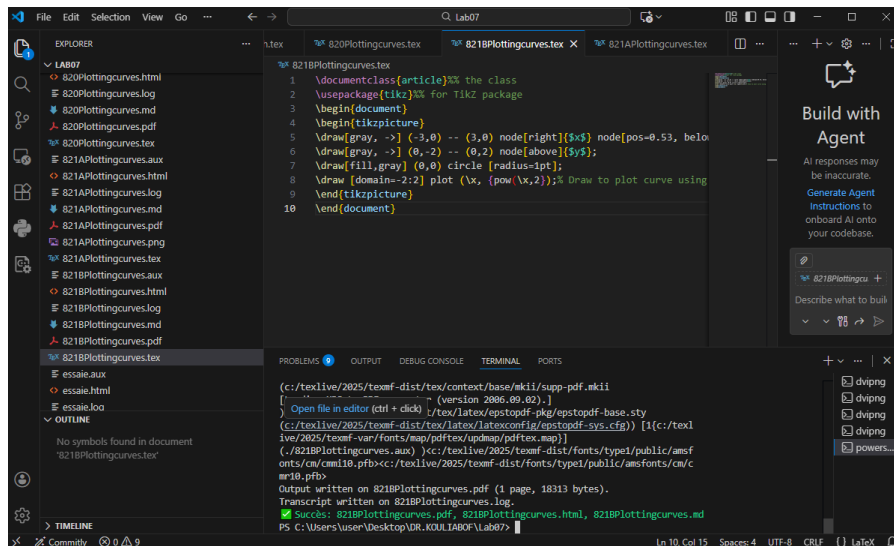 File Edit Selection View Go ··· Lab07
EXPLORER ···
LAB07
820Plottingcurves.html
820Plottingcurves.log
820Plottingcurves.md
820Plottingcurves.pdf
820Plottingcurves.tex
821APlottingcurves.aux
821APlottingcurves.html
821APlottingcurves.log
821APlottingcurves.md
821APlottingcurves.pdf
821APlottingcurves.png
821APlottingcurves.tex
821BPlottingcurves.aux
821BPlottingcurves.html
821BPlottingcurves.log
821BPlottingcurves.md
821BPlottingcurves.pdf
821BPlottingcurves.tex
essaie.aux
essaie.html
essaie.log
OUTLINE
No symbols found in document
'821BPlottingcurves.tex'
TIMELINE
n.tex 820Plottingcurves.tex 821BPlottingcurves.tex 821APlottingcurves.tex ···
821BPlottingcurves.tex
1 \documentclass{article}%% the class
2 \usepackage{tikz}%% for TikZ package
3 \begin{document}
4 \begin{tikzpicture}
5 \draw[gray, ->] (-3,0) -- (3,0) node[right]{$x$} node[pos=0.53, belo
6 \draw[gray, ->] (0,-2) -- (0,2) node[above]{$y$};
7 \draw[fill,gray] (0,0) circle [radius=1pt];
8 \draw [domain=-2:2] plot (\x, {pow(\x,2)});% Draw to plot curve using
9 \end{tikzpicture}
10 \end{document}
Build with
Agent
AI responses may
be inaccurate.
Generate Agent
Instructions to
onboard AI onto
your codebase.
821BPlottingcu
Describe what to buil
PROBLEMS 9 OUTPUT DEBUG CONSOLE TERMINAL PORTS
(c:/texlive/2025/texmf-dist/tex/context/base/mkii/supp-pdf.mkii
(version 2006.09.02).]
Open file in editor (ctrl + click)
t/tex/latex/epstopdf-pkg/epstopdf-base.sty
(c:/texlive/2025/texmf-dist/tex/latex/latexconfig/epstopdf-sys.cfg)) [1{c:/texl
ive/2025/texmf-var/fonts/map/pdftex/updmap/pdftex.map}]
(./821BPlottingcurves.aux) )<c:/texlive/2025/texmf-dist/fonts/type1/public/amsf
onts/cm/cmmi10.pfb><c:/texlive/2025/texmf-dist/fonts/type1/public/amsfonts/cm/c
mr10.pfb>
Output written on 821BPlottingcurves.pdf (1 page, 18313 bytes).
Transcript written on 821BPlottingcurves.log.
✅ Succès: 821BPlottingcurves.pdf, 821BPlottingcurves.html, 821BPlottingcurves.md
PS C:\Users\user\Desktop\DR.KOULIABOF\Lab07>
dvipng
dvipng
dvipng
dvipng
powers...
Commitly 0 9 Ln 10, Col 15 Spaces: 4 UTF-8 CRLF {} LaTeX